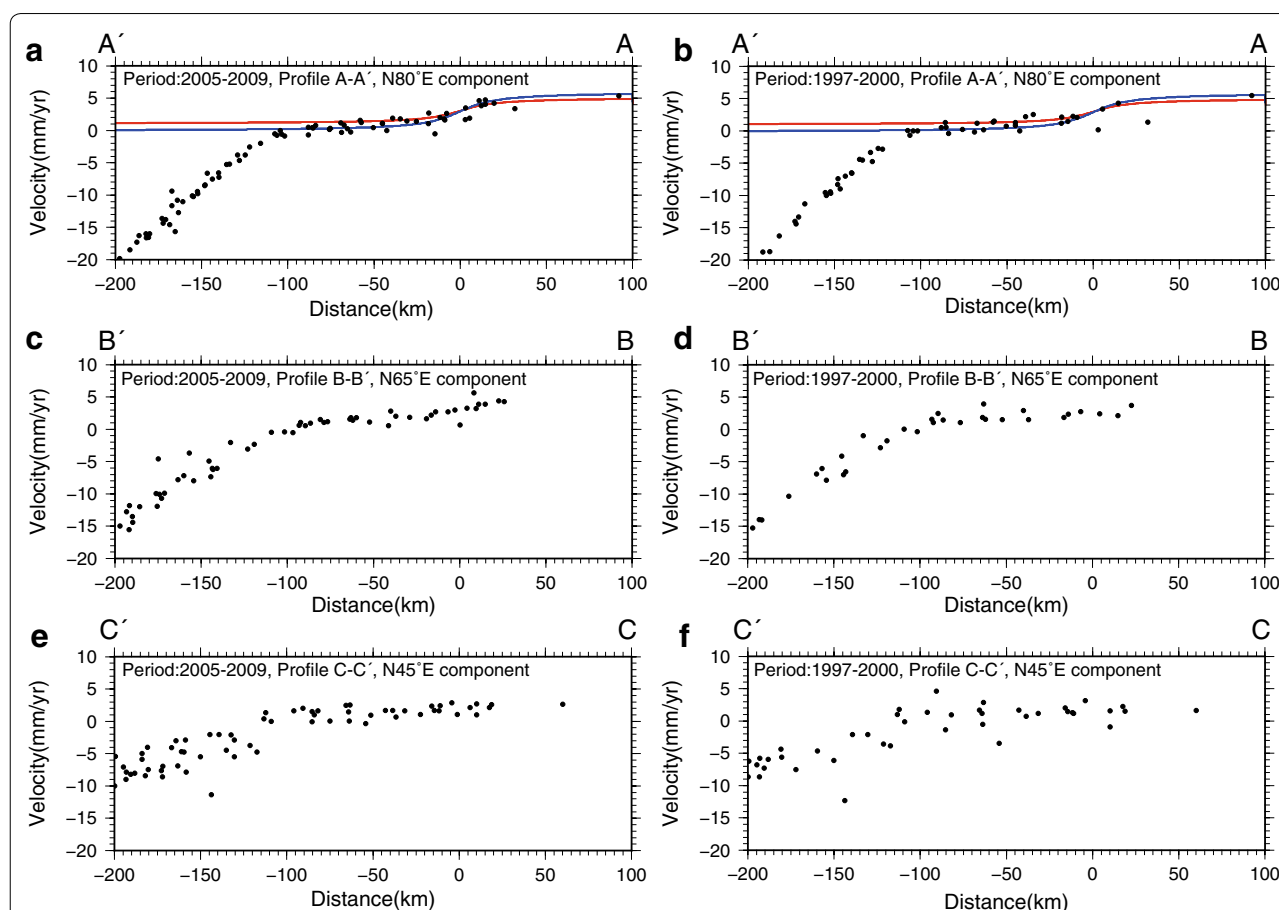 a
A´ A
Period:2005-2009, Profile A-A´, N80˚E component
Velocity(mm/yr)
10
5
0
−5
−10
−15
−20
−200 −150 −100 −50 0 50 100
Distance(km)
b
A´ A
Period:1997-2000, Profile A-A´, N80˚E component
Velocity(mm/yr)
10
5
0
−5
−10
−15
−20
−200 −150 −100 −50 0 50 100
Distance(km)
c
B´ B
Period:2005-2009, Profile B-B´, N65˚E component
Velocity(mm/yr)
10
5
0
−5
−10
−15
−20
−200 −150 −100 −50 0 50 100
Distance(km)
d
B´ B
Period:1997-2000, Profile B-B´, N65˚E component
Velocity(mm/yr)
10
5
0
−5
−10
−15
−20
−200 −150 −100 −50 0 50 100
Distance(km)
e
C´ C
Period:2005-2009, Profile C-C´, N45˚E component
Velocity(mm/yr)
10
5
0
−5
−10
−15
−20
−200 −150 −100 −50 0 50 100
Distance(km)
f
C´ C
Period:1997-2000, Profile C-C´, N45˚E component
Velocity(mm/yr)
10
5
0
−5
−10
−15
−20
−200 −150 −100 −50 0 50 100
Distance(km)